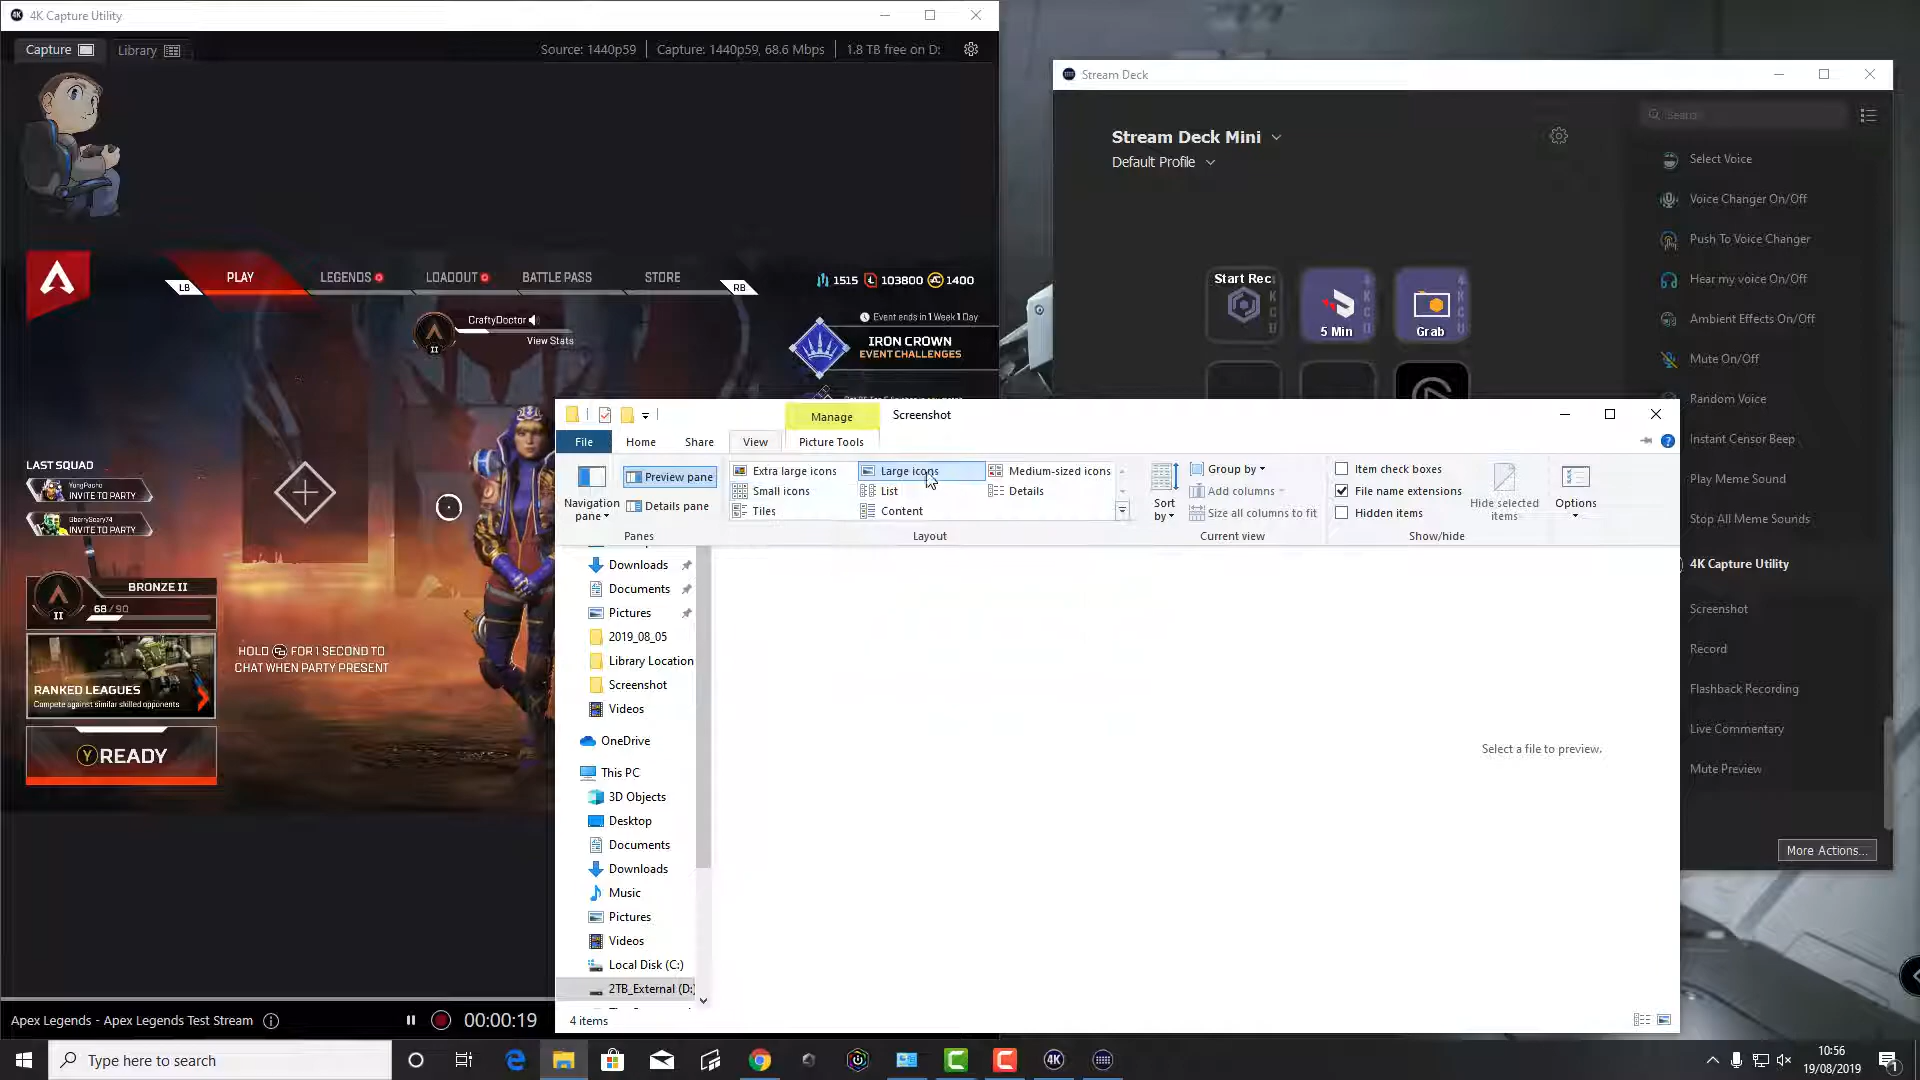 4K Capture Utility
Capture
Library
Source: 1440p59
Capture: 1440p59, 68.6 Mbps
1.8 TB free on D:
PLAY
LEGENDS
LOADOUT
BATTLE PASS
STORE
LB
RB
1515
103800
1400
CraftyDoctor
View Stats
II
Event ends in 1 Week 1 Day
IRON CROWN
EVENT CHALLENGES
LAST SQUAD
YungPacho
INVITE TO PARTY
GberryScary74
INVITE TO PARTY
BRONZE II
68 / 90
II
HOLD FOR 1 SECOND TO
CHAT WHEN PARTY PRESENT
RANKED LEAGUES
Compete against similar skilled opponents
Y READY
Apex Legends - Apex Legends Test Stream
00:00:19
Stream Deck
Stream Deck Mini
Default Profile
Start Rec
5 Min
Grab
4KCU
Search
Select Voice
Voice Changer On/Off
Push To Voice Changer
Hear my voice On/Off
Ambient Effects On/Off
Mute On/Off
Random Voice
Instant Censor Beep
Play Meme Sound
Stop All Meme Sounds
4K Capture Utility
Screenshot
Record
Flashback Recording
Live Commentary
Mute Preview
More Actions...
Manage
Screenshot
File
Home
Share
View
Picture Tools
Navigation
pane
Preview pane
Details pane
Panes
Extra large icons
Large icons
Medium-sized icons
Small icons
List
Details
Tiles
Content
Layout
Sort
by
Group by
Add columns
Size all columns to fit
Current view
Item check boxes
File name extensions
Hidden items
Hide selected
items
Show/hide
Options
Downloads
Documents
Pictures
2019_08_05
Library Location
Screenshot
Videos
OneDrive
This PC
3D Objects
Desktop
Documents
Downloads
Music
Pictures
Videos
Local Disk (C:)
2TB_External (D:)
Select a file to preview.
4 items
Type here to search
4K
10:56
19/08/2019
1